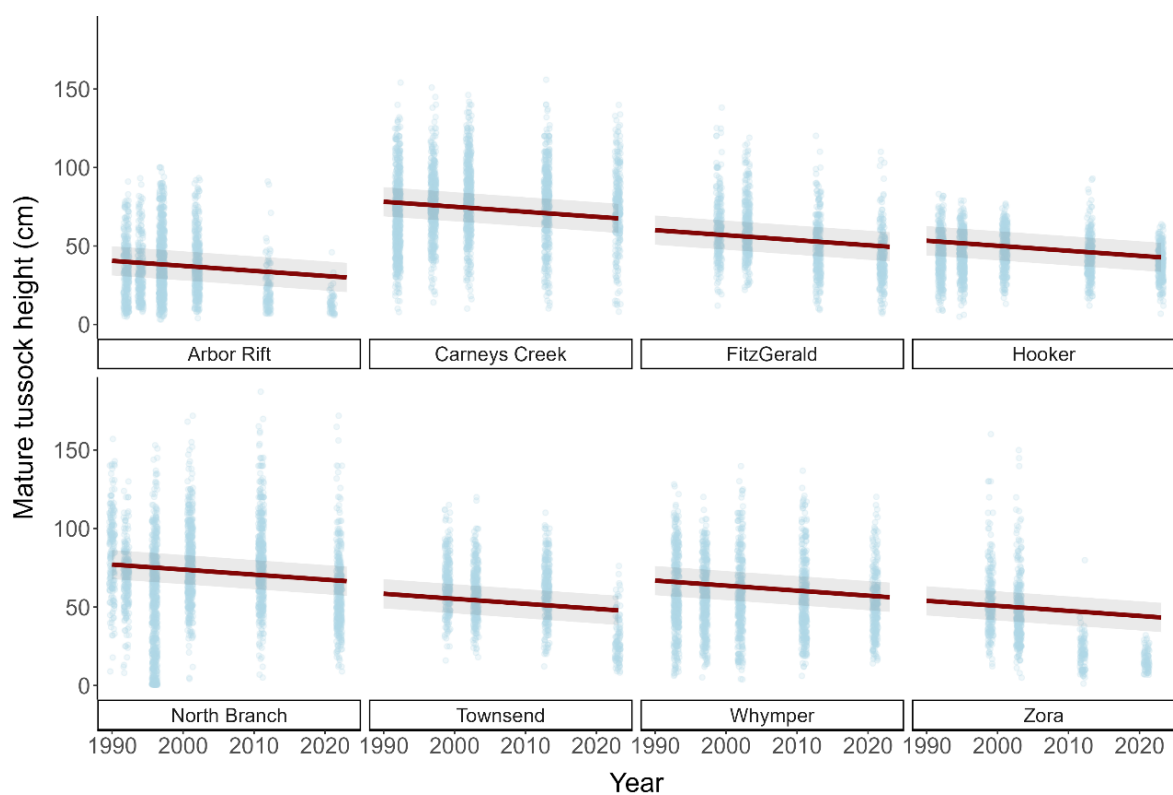 Mature tussock height (cm)
150
100
50
0
Arbor Rift Carneys Creek FitzGerald Hooker
150
100
50
0
North Branch Townsend Whymper Zora
1990 2000 2010 2020 1990 2000 2010 2020 1990 2000 2010 2020 1990 2000 2010 2020
Year